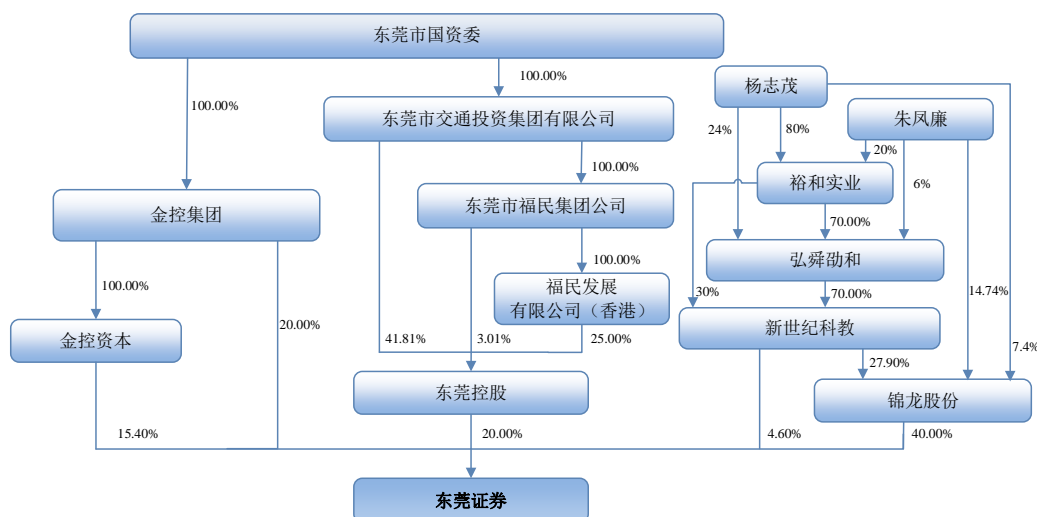 东莞市国资委
100.00%
100.00%
杨志茂
东莞市交通投资集团有限公司
朱凤廉
24%
80%
20%
100.00%
裕和实业
6%
金控集团
东莞市福民集团公司
70.00%
弘舜劭和
100.00%
100.00%
福民发展
有限公司（香港）
30%
70.00%
14.74%
20.00%
新世纪科教
金控资本
41.81%
3.01%
25.00%
7.4%
27.90%
东莞控股
锦龙股份
15.40%
20.00%
4.60%
40.00%
东莞证券